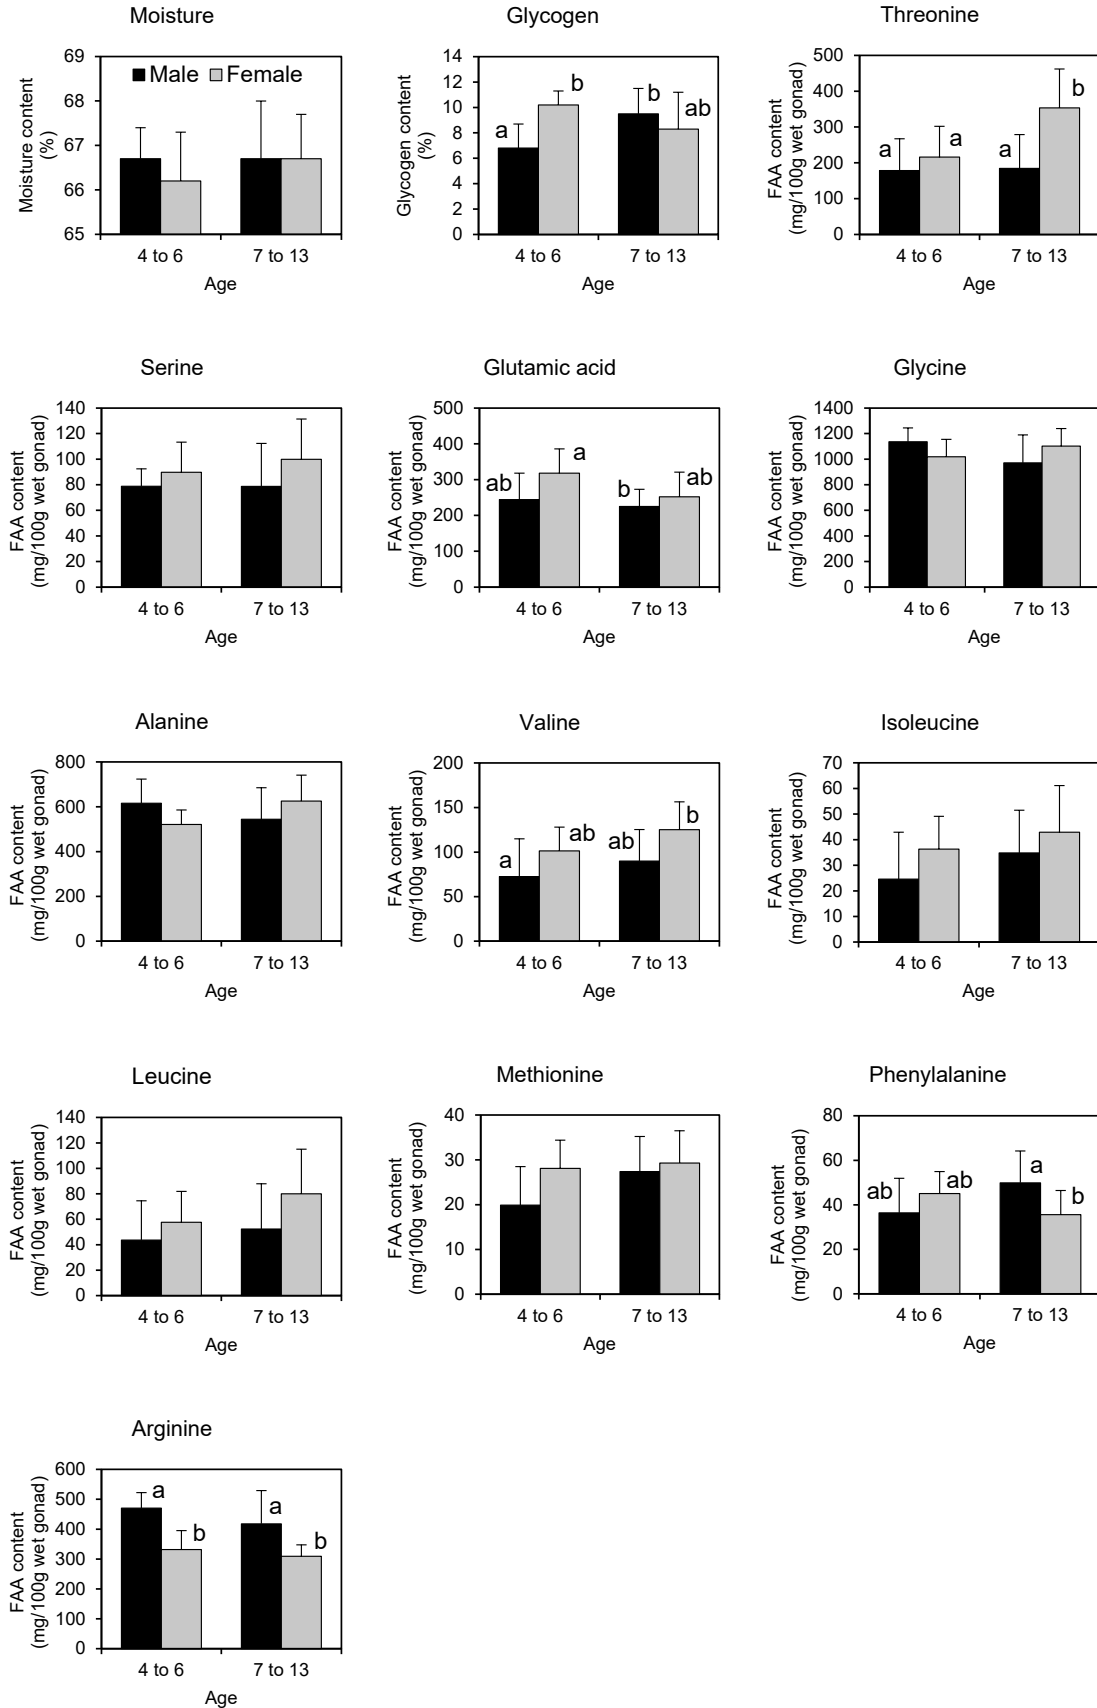 Moisture
Moisture content
(%)
69
68
67
66
65
Male Female
4 to 6 7 to 13
Age
Glycogen
Glycogen content
(%)
14
12
10
8
6
4
2
0
a b b ab
4 to 6 7 to 13
Age
Threonine
FAA content
(mg/100g wet gonad)
500
400
300
200
100
0
a a a b
4 to 6 7 to 13
Age
Serine
FAA content
(mg/100g wet gonad)
140
120
100
80
60
40
20
0
4 to 6 7 to 13
Age
Glutamic acid
FAA content
(mg/100g wet gonad)
500
400
300
200
100
0
ab a b ab
4 to 6 7 to 13
Age
Glycine
FAA content
(mg/100g wet gonad)
1400
1200
1000
800
600
400
200
0
4 to 6 7 to 13
Age
Alanine
FAA content
(mg/100g wet gonad)
800
600
400
200
0
4 to 6 7 to 13
Age
Valine
FAA content
(mg/100g wet gonad)
200
150
100
50
0
a ab ab b
4 to 6 7 to 13
Age
Isoleucine
FAA content
(mg/100g wet gonad)
70
60
50
40
30
20
10
0
4 to 6 7 to 13
Age
Leucine
FAA content
(mg/100g wet gonad)
140
120
100
80
60
40
20
0
4 to 6 7 to 13
Age
Methionine
FAA content
(mg/100g wet gonad)
40
30
20
10
0
4 to 6 7 to 13
Age
Phenylalanine
FAA content
(mg/100g wet gonad)
80
60
40
20
0
ab ab a b
4 to 6 7 to 13
Age
Arginine
FAA content
(mg/100g wet gonad)
600
500
400
300
200
100
0
a b a b
4 to 6 7 to 13
Age